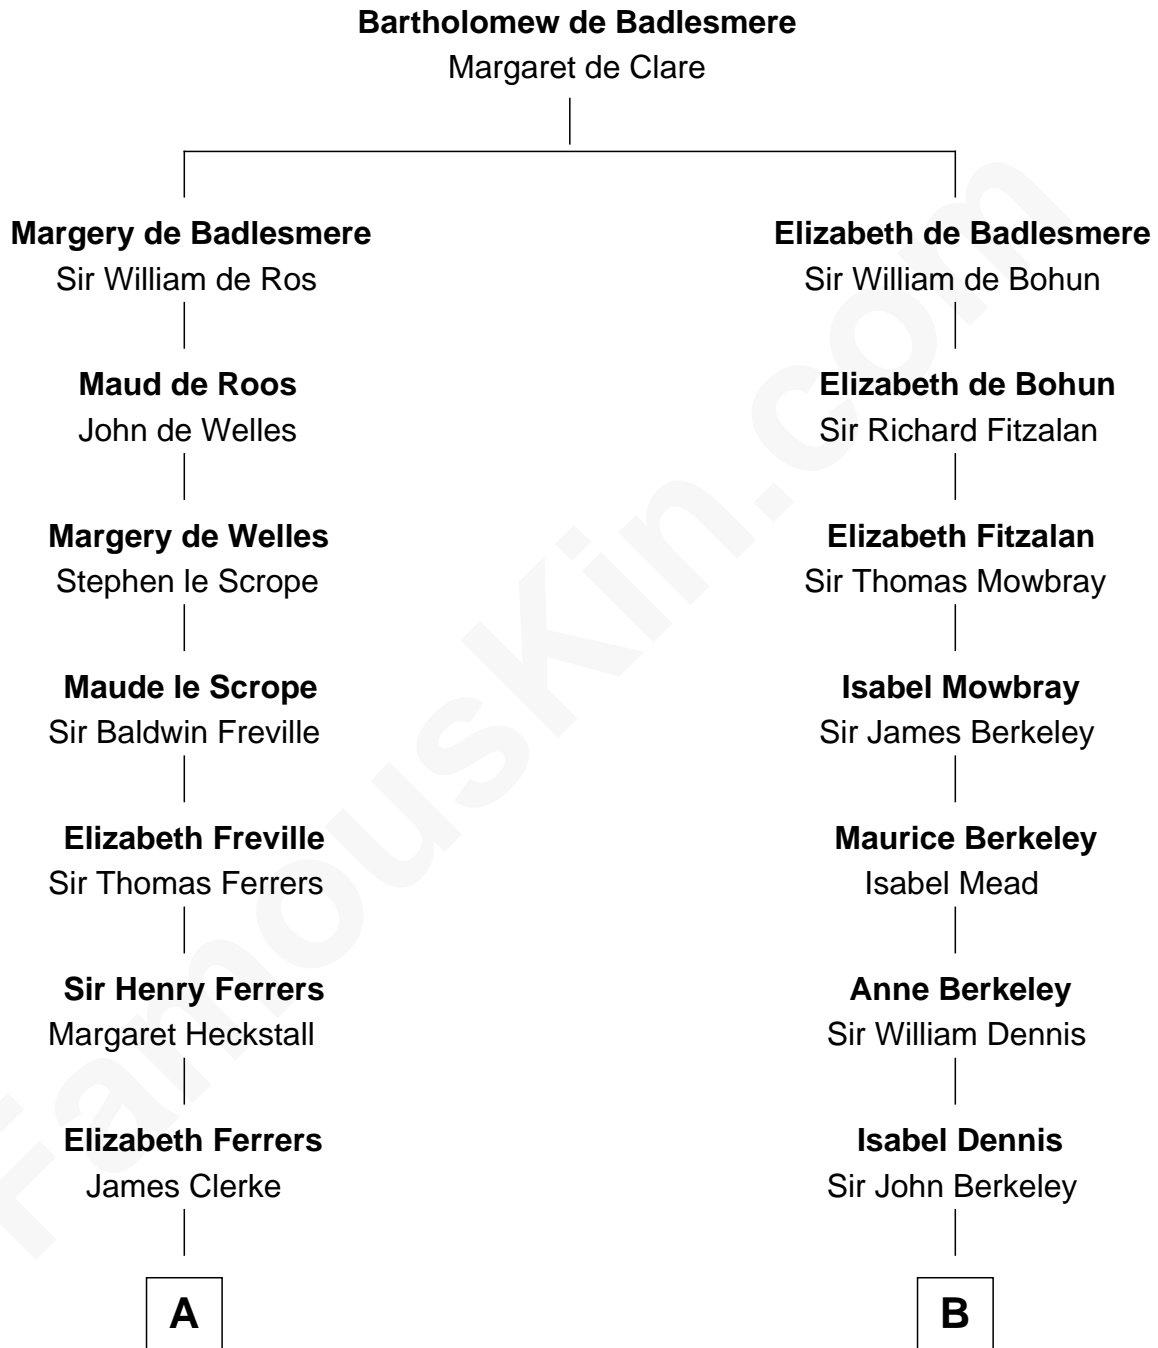 Bartholomew de Badlesmere
Margaret de Clare
Margery de Badlesmere
Sir William de Ros
Elizabeth de Badlesmere
Sir William de Bohun
Maud de Roos
John de Welles
Elizabeth de Bohun
Sir Richard Fitzalan
Margery de Welles
Stephen le Scrope
Elizabeth Fitzalan
Sir Thomas Mowbray
Maude le Scrope
Sir Baldwin Freville
Isabel Mowbray
Sir James Berkeley
Elizabeth Freville
Sir Thomas Ferrers
Maurice Berkeley
Isabel Mead
Sir Henry Ferrers
Margaret Heckstall
Anne Berkeley
Sir William Dennis
Elizabeth Ferrers
James Clerke
Isabel Dennis
Sir John Berkeley
A
B
FamousKin.com